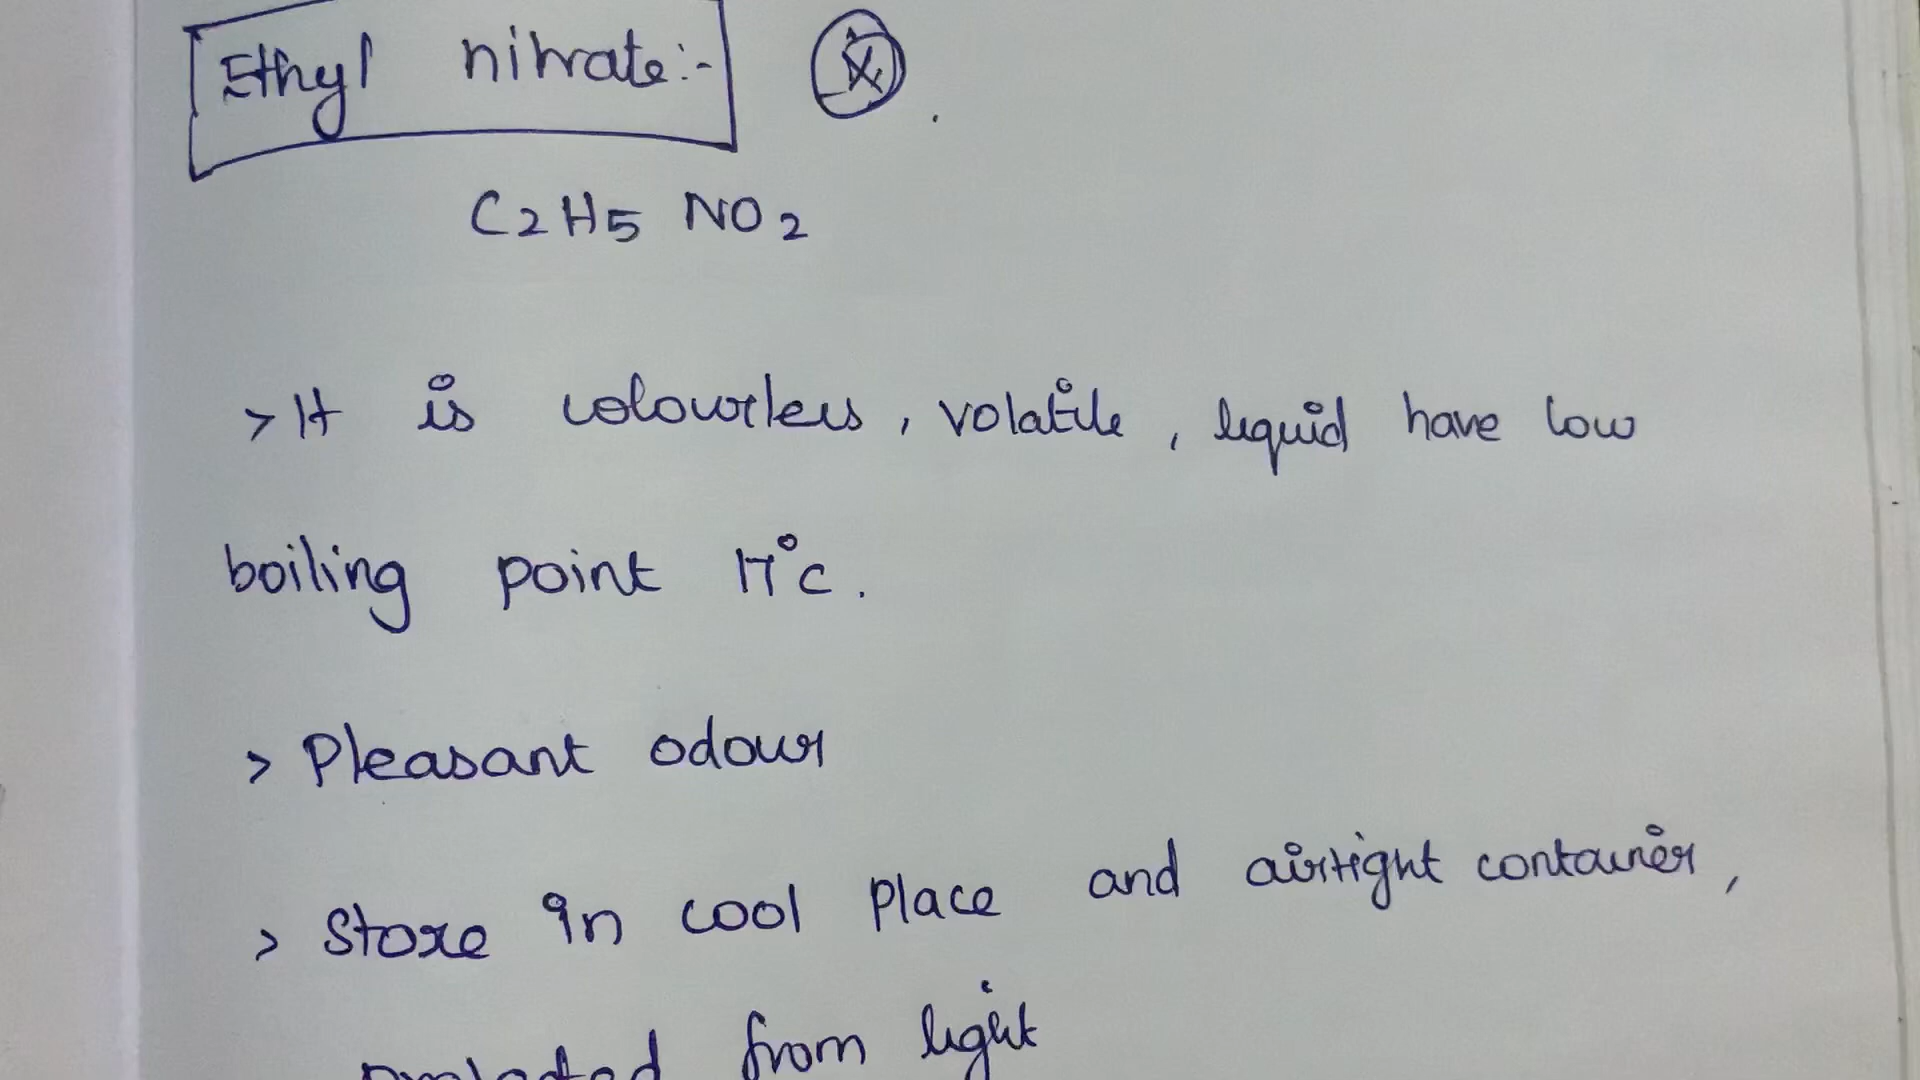 Ethyl nitrate:-
C2H5 NO2
> It is colourless, volatile, liquid have low
boiling point 17°c.
> Pleasant odour
> Store in cool place and airtight container,
protected from light